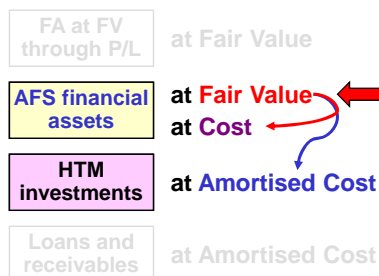 FA at FV
through P/L
at Fair Value
AFS financial
assets
at Fair Value
at Cost
HTM
investments
at Amortised Cost
Loans and
receivables
at Amortised Cost